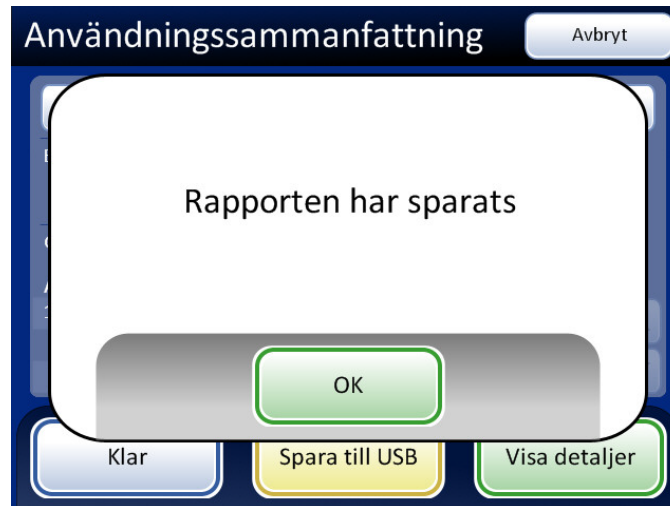 Användningssammanfattning
Avbryt
Rapporten har sparats
OK
Klar
Spara till USB
Visa detaljer